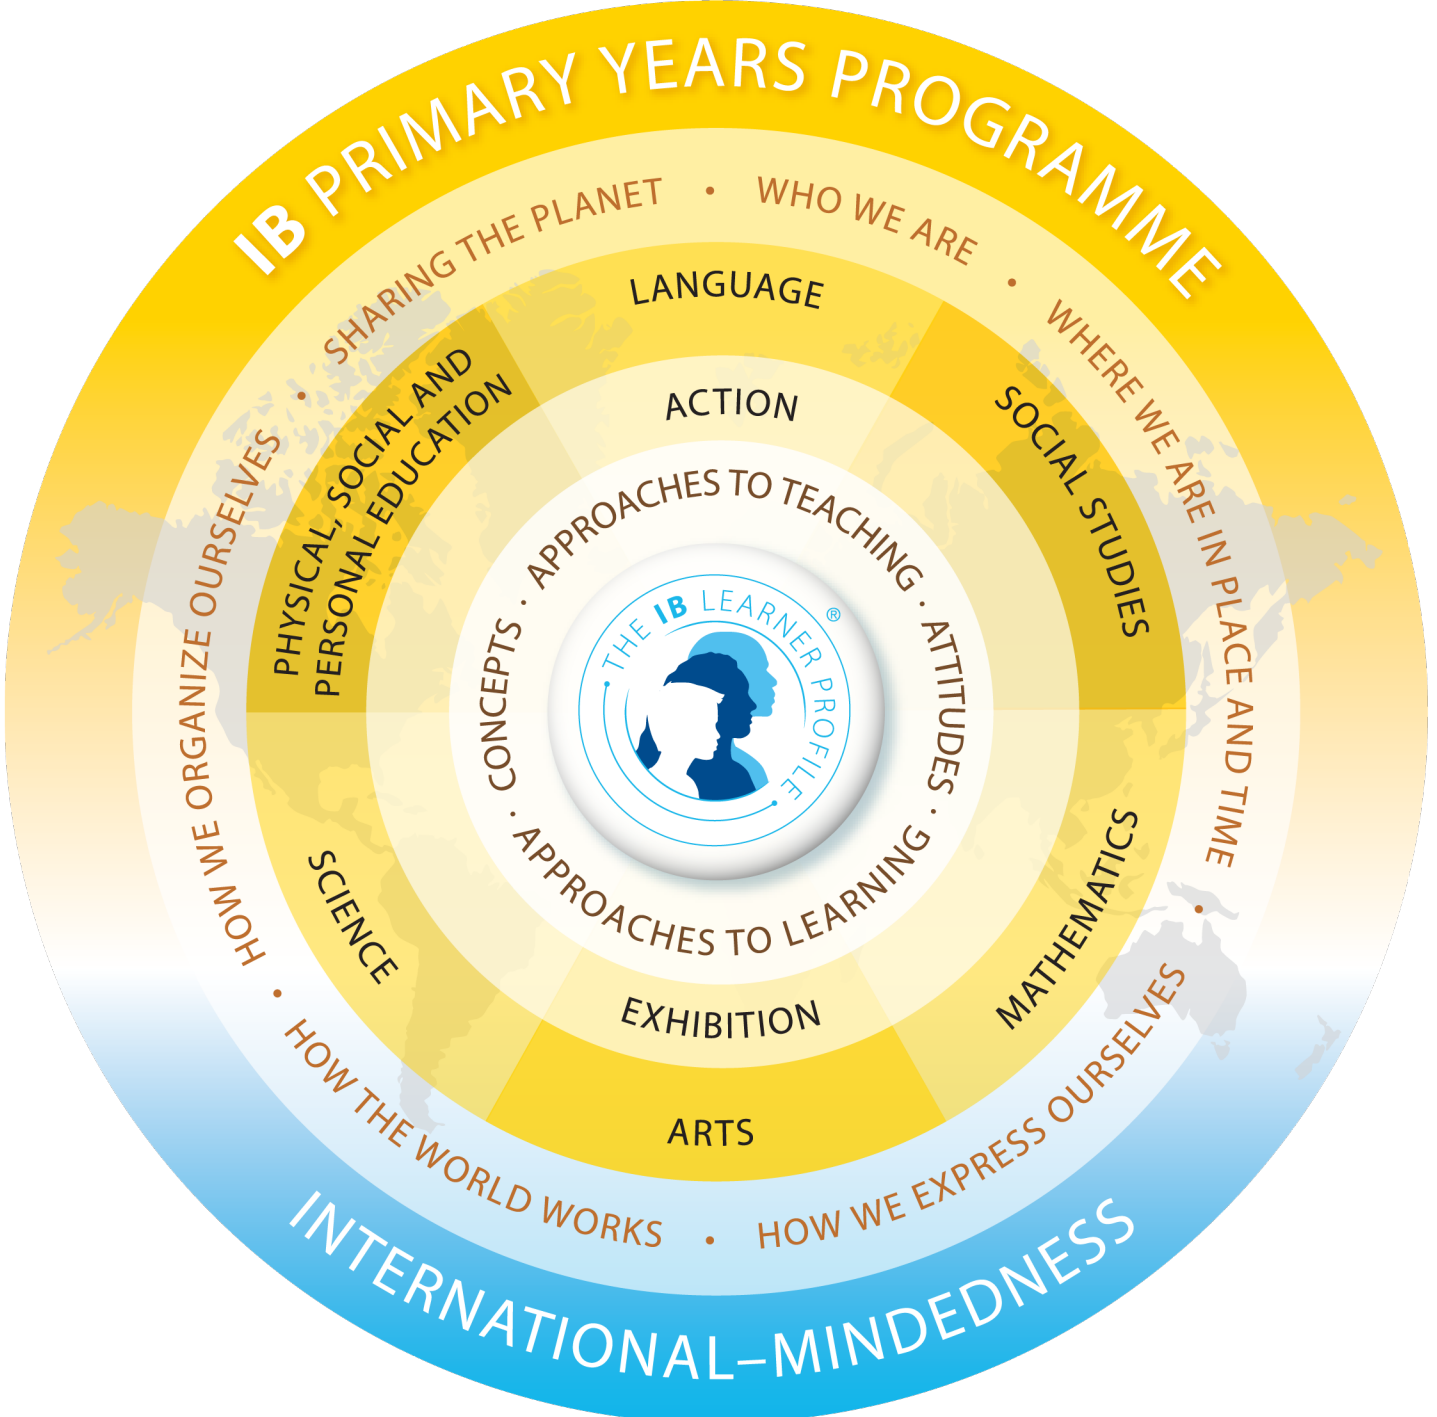 IB PRIMARY YEARS PROGRAMME
SHARING THE PLANET • WHO WE ARE • WHERE WE ARE IN PLACE AND TIME • HOW WE EXPRESS OURSELVES • HOW THE WORLD WORKS • HOW WE ORGANIZE OURSELVES •
LANGUAGE
SOCIAL STUDIES
MATHEMATICS
ARTS
SCIENCE
PHYSICAL, SOCIAL AND
PERSONAL EDUCATION
ACTION
EXHIBITION
APPROACHES TO TEACHING · ATTITUDES · APPROACHES TO LEARNING · CONCEPTS ·
THE IB LEARNER PROFILE ®
INTERNATIONAL–MINDEDNESS